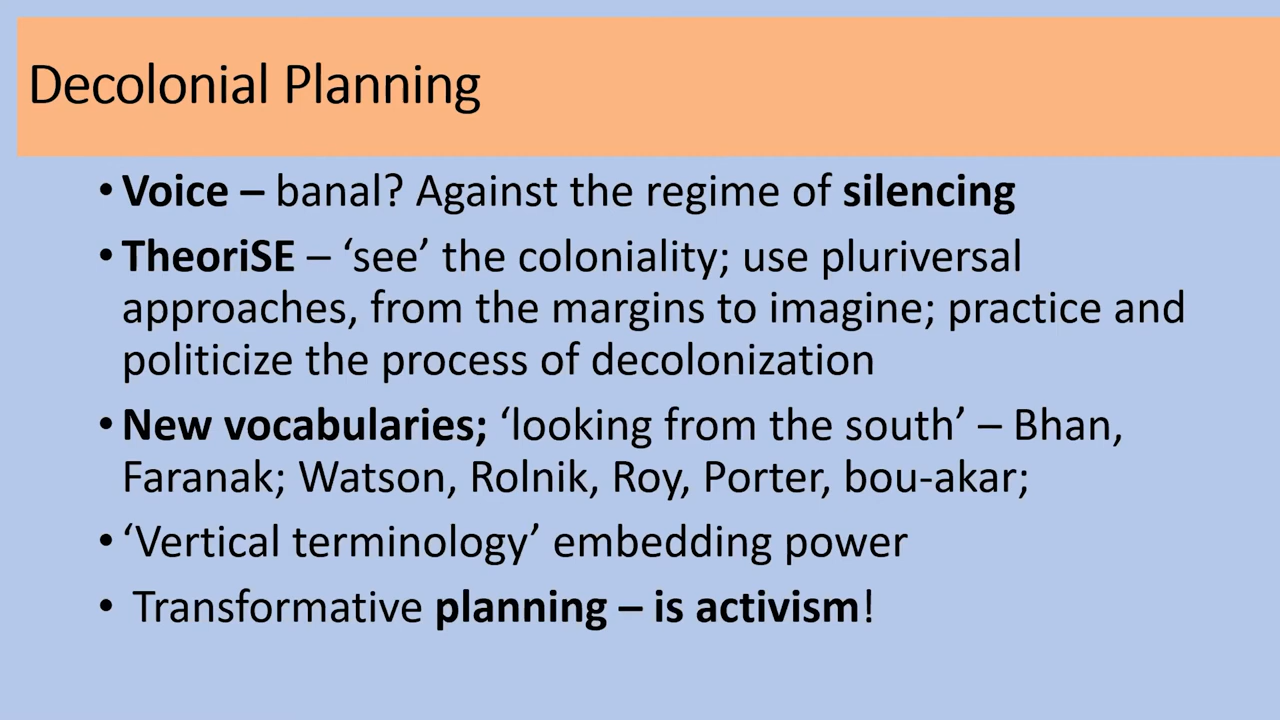 Decolonial Planning
• Voice – banal? Against the regime of silencing
• TheoriSE – ‘see’ the coloniality; use pluriversal
approaches, from the margins to imagine; practice and
politicize the process of decolonization
• New vocabularies; ‘looking from the south’ – Bhan,
Faranak; Watson, Rolnik, Roy, Porter, bou-akar;
• ‘Vertical terminology’ embedding power
• Transformative planning – is activism!